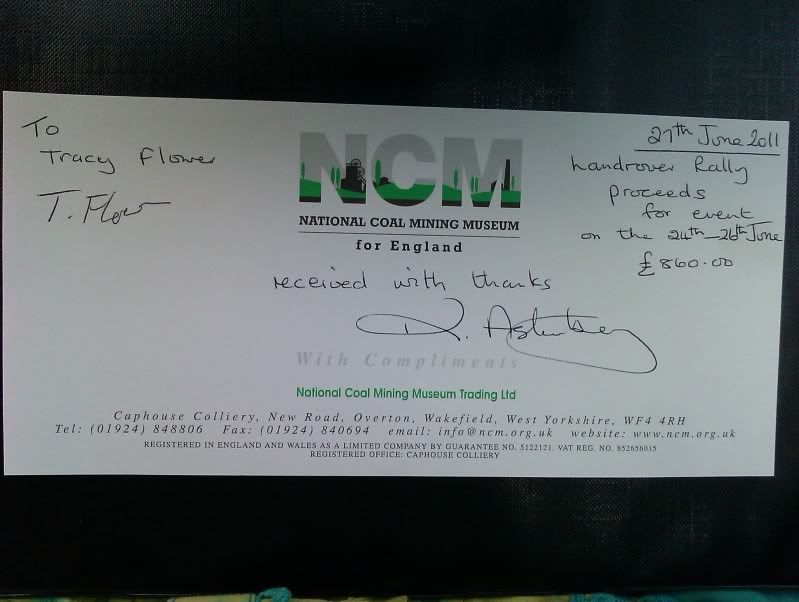 To
Tracy Flower
T. Flower
27th June 2011
Landrover Rally
proceeds
for event
on the 24th - 26th June
£860.00
NCM
NATIONAL COAL MINING MUSEUM
for England
received with thanks
R.
With Compliments
National Coal Mining Museum Trading Ltd
Caphouse Colliery, New Road, Overton, Wakefield, West Yorkshire, WF4 4RH
Tel: (01924) 848806 Fax: (01924) 840694 email: info@ncm.org.uk website: www.ncm.org.uk
REGISTERED IN ENGLAND AND WALES AS A LIMITED COMPANY BY GUARANTEE NO. 5122121. VAT REG. NO. 852656015
REGISTERED OFFICE: CAPHOUSE COLLIERY